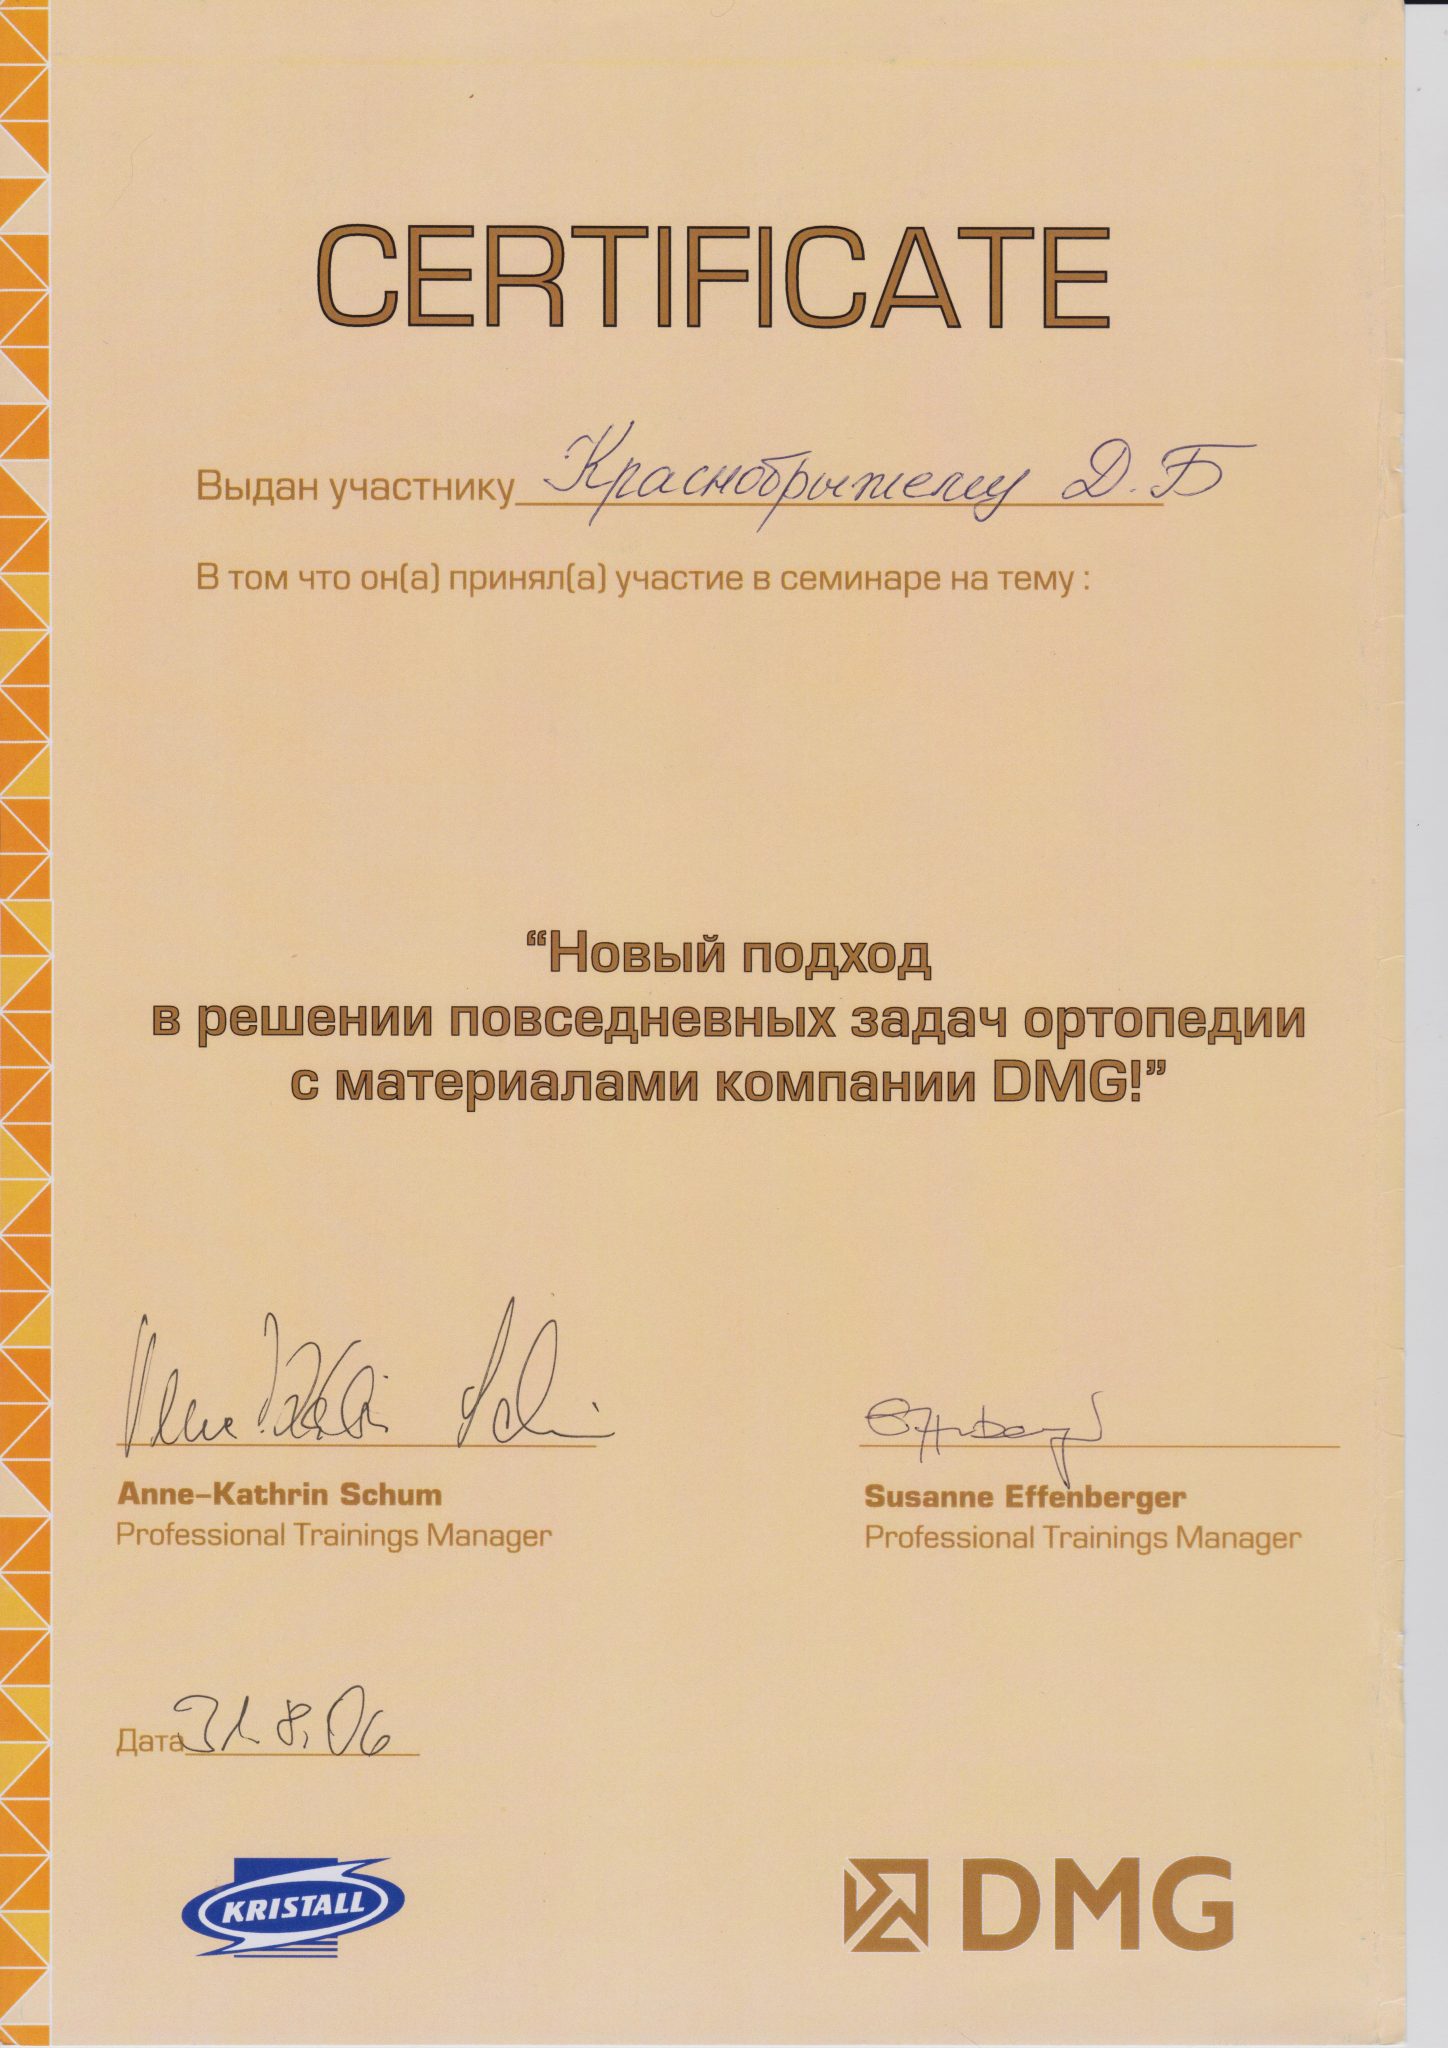 CERTIFICATE
Выдан участнику Краснобрыжему Д.Б
В том что он(а) принял(а) участие в семинаре на тему :
“Новый подход
в решении повседневных задач ортопедии
с материалами компании DMG!”
Anne-Kathrin Schum
Susanne Effenberger
Professional Trainings Manager
Professional Trainings Manager
Дата 31.8.06
KRISTALL
DMG